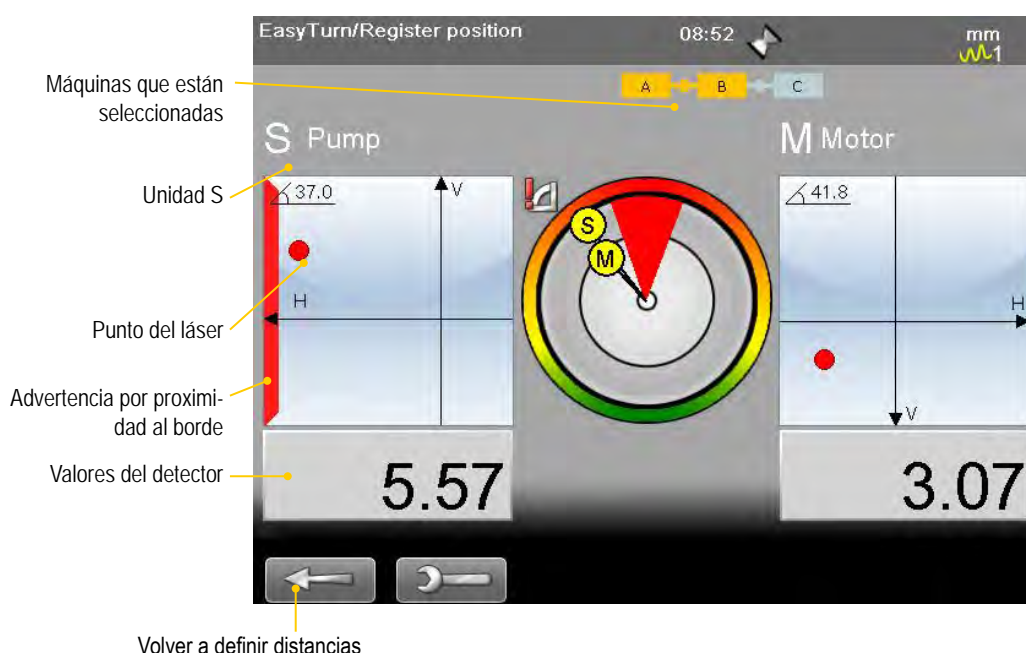 EasyTurn/Register position 08:52 mm
1
Máquinas que están
seleccionadas
A B C
S Pump
M Motor
Unidad S
37.0 V
S
M
41.8
H
H
Punto del láser
Advertencia por proximi-
dad al borde
V
Valores del detector
5.57
3.07
Volver a definir distancias